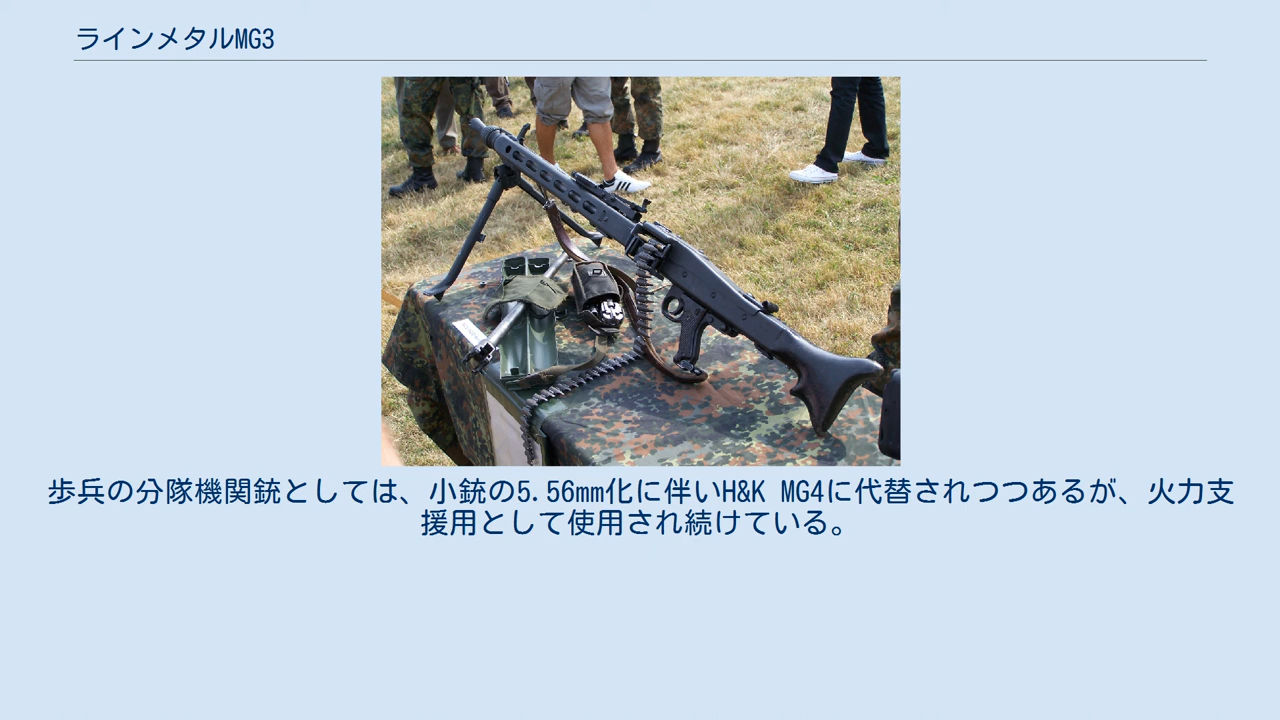 ラインメタルMG3
歩兵の分隊機関銃としては、小銃の5.56mm化に伴いH&K MG4に代替されつつあるが、火力支
援用として使用され続けている。